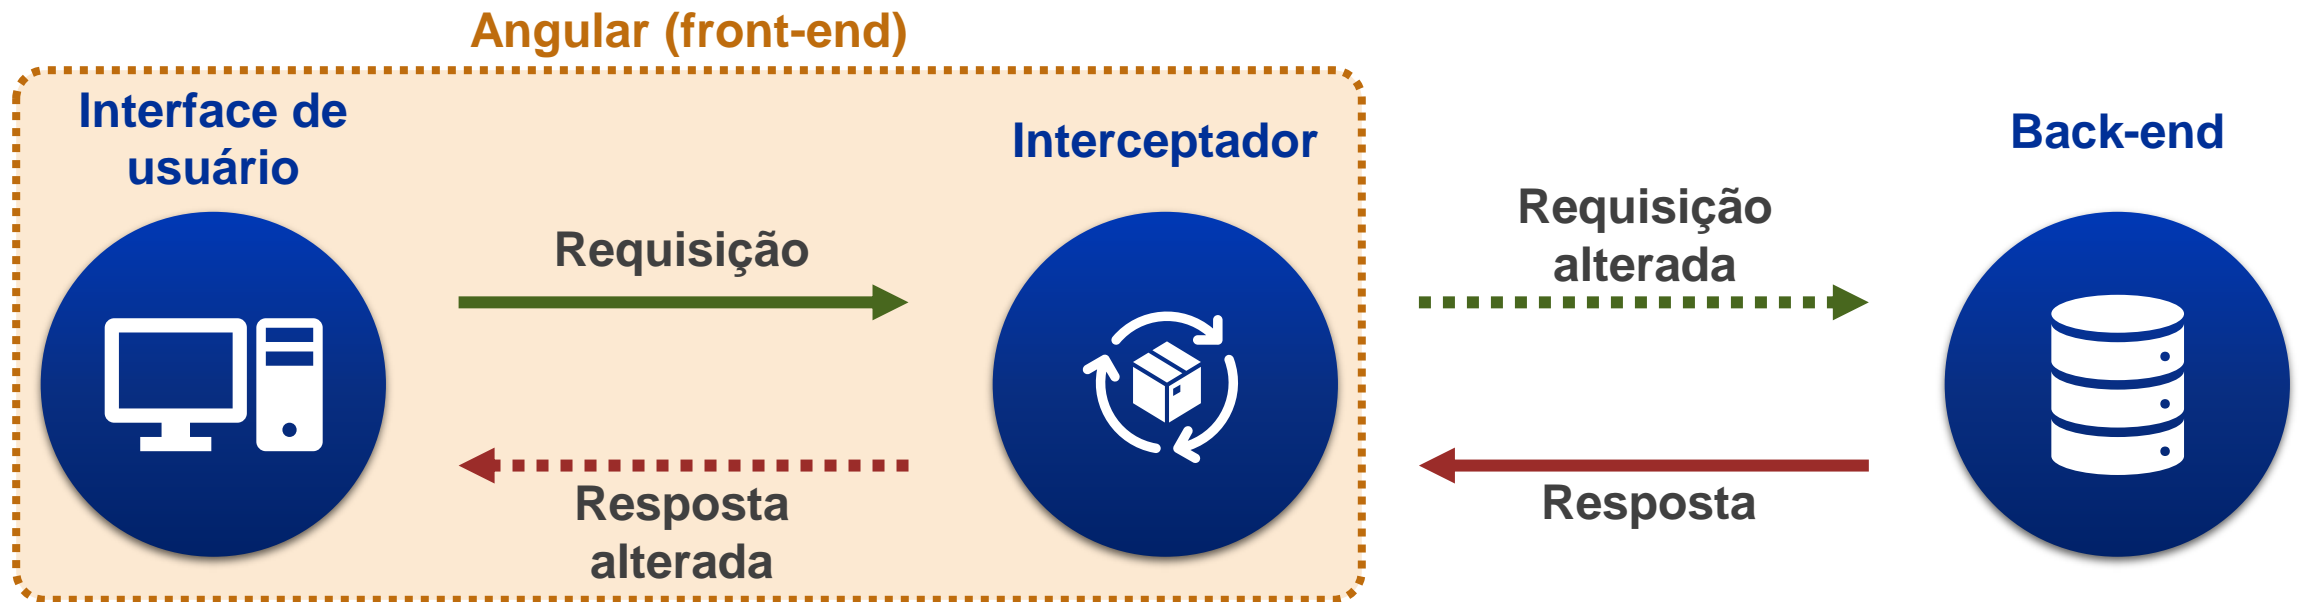 Angular (front-end)
Interface de
usuário
Interceptador
Back-end
Requisição
Requisição
alterada
Resposta
alterada
Resposta